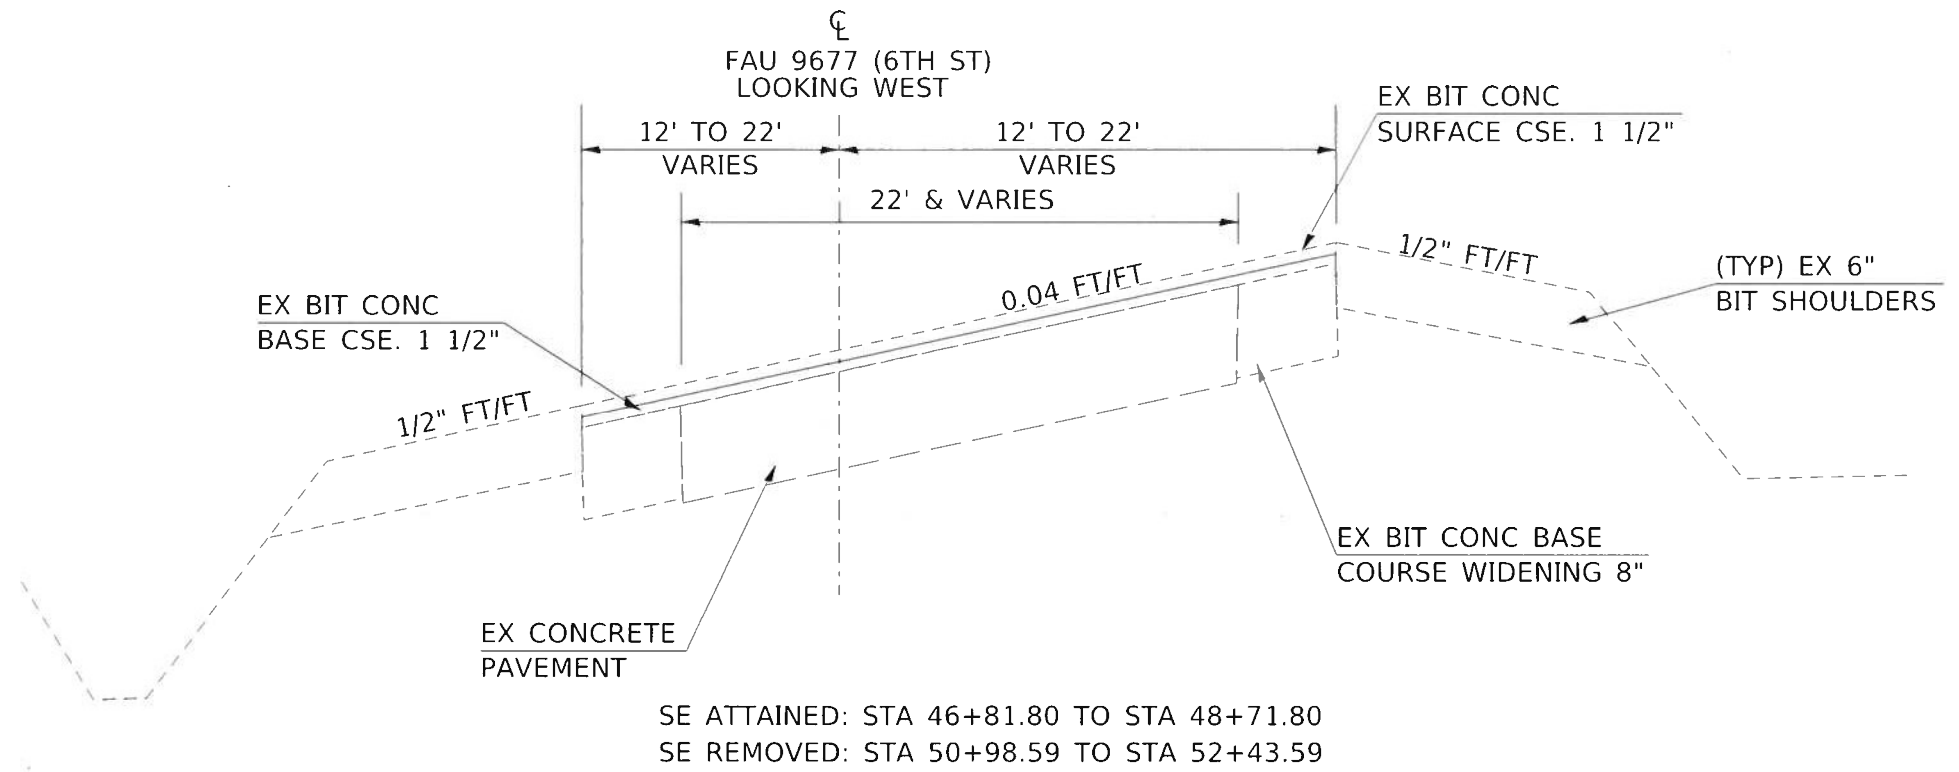 ℄
FAU 9677 (6TH ST)
LOOKING WEST
12' TO 22'
VARIES
12' TO 22'
VARIES
22' & VARIES
EX BIT CONC
SURFACE CSE. 1 1/2"
1/2" FT/FT
(TYP) EX 6"
BIT SHOULDERS
0.04 FT/FT
EX BIT CONC
BASE CSE. 1 1/2"
1/2" FT/FT
EX BIT CONC BASE
COURSE WIDENING 8"
EX CONCRETE
PAVEMENT
SE ATTAINED: STA 46+81.80 TO STA 48+71.80
SE REMOVED: STA 50+98.59 TO STA 52+43.59